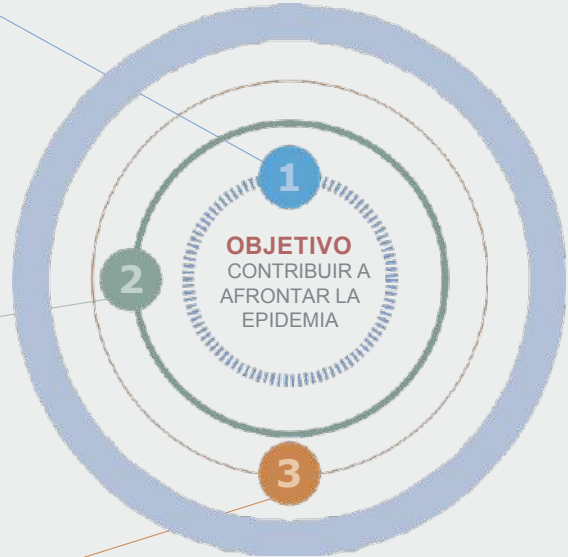 1
2
OBJETIVO
CONTRIBUIR A
AFRONTAR LA
EPIDEMIA
3